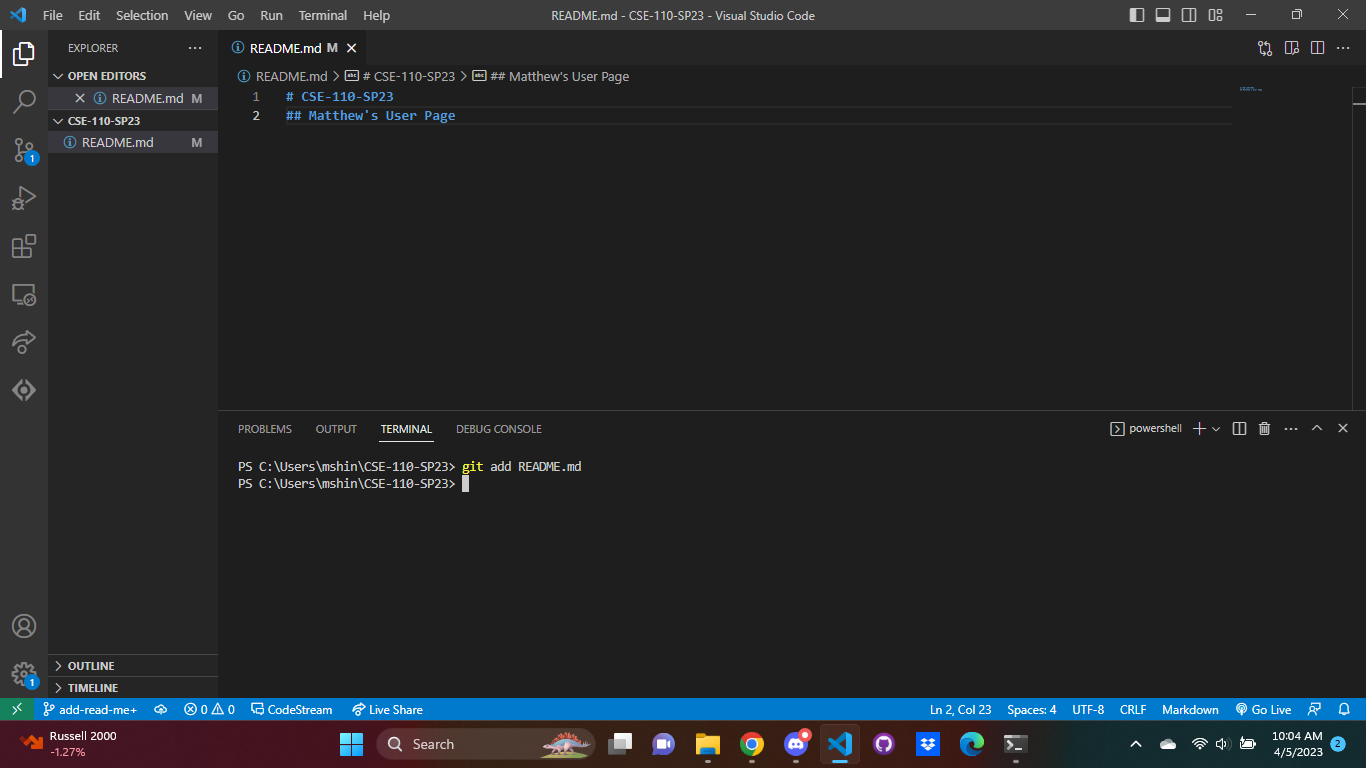 File Edit Selection View Go Run Terminal Help README.md - CSE-110-SP23 - Visual Studio Code
EXPLORER
README.md M
OPEN EDITORS
README.md M
CSE-110-SP23
README.md M
README.md > # CSE-110-SP23 > ## Matthew's User Page
1 # CSE-110-SP23
2 ## Matthew's User Page
1
PROBLEMS OUTPUT TERMINAL DEBUG CONSOLE powershell
PS C:\Users\mshin\CSE-110-SP23> git add README.md
PS C:\Users\mshin\CSE-110-SP23>
OUTLINE
1
TIMELINE
add-read-me+ 0 0 CodeStream Live Share Ln 2, Col 23 Spaces: 4 UTF-8 CRLF Markdown Go Live
Russell 2000
-1.27%
Search
10:04 AM
4/5/2023
2